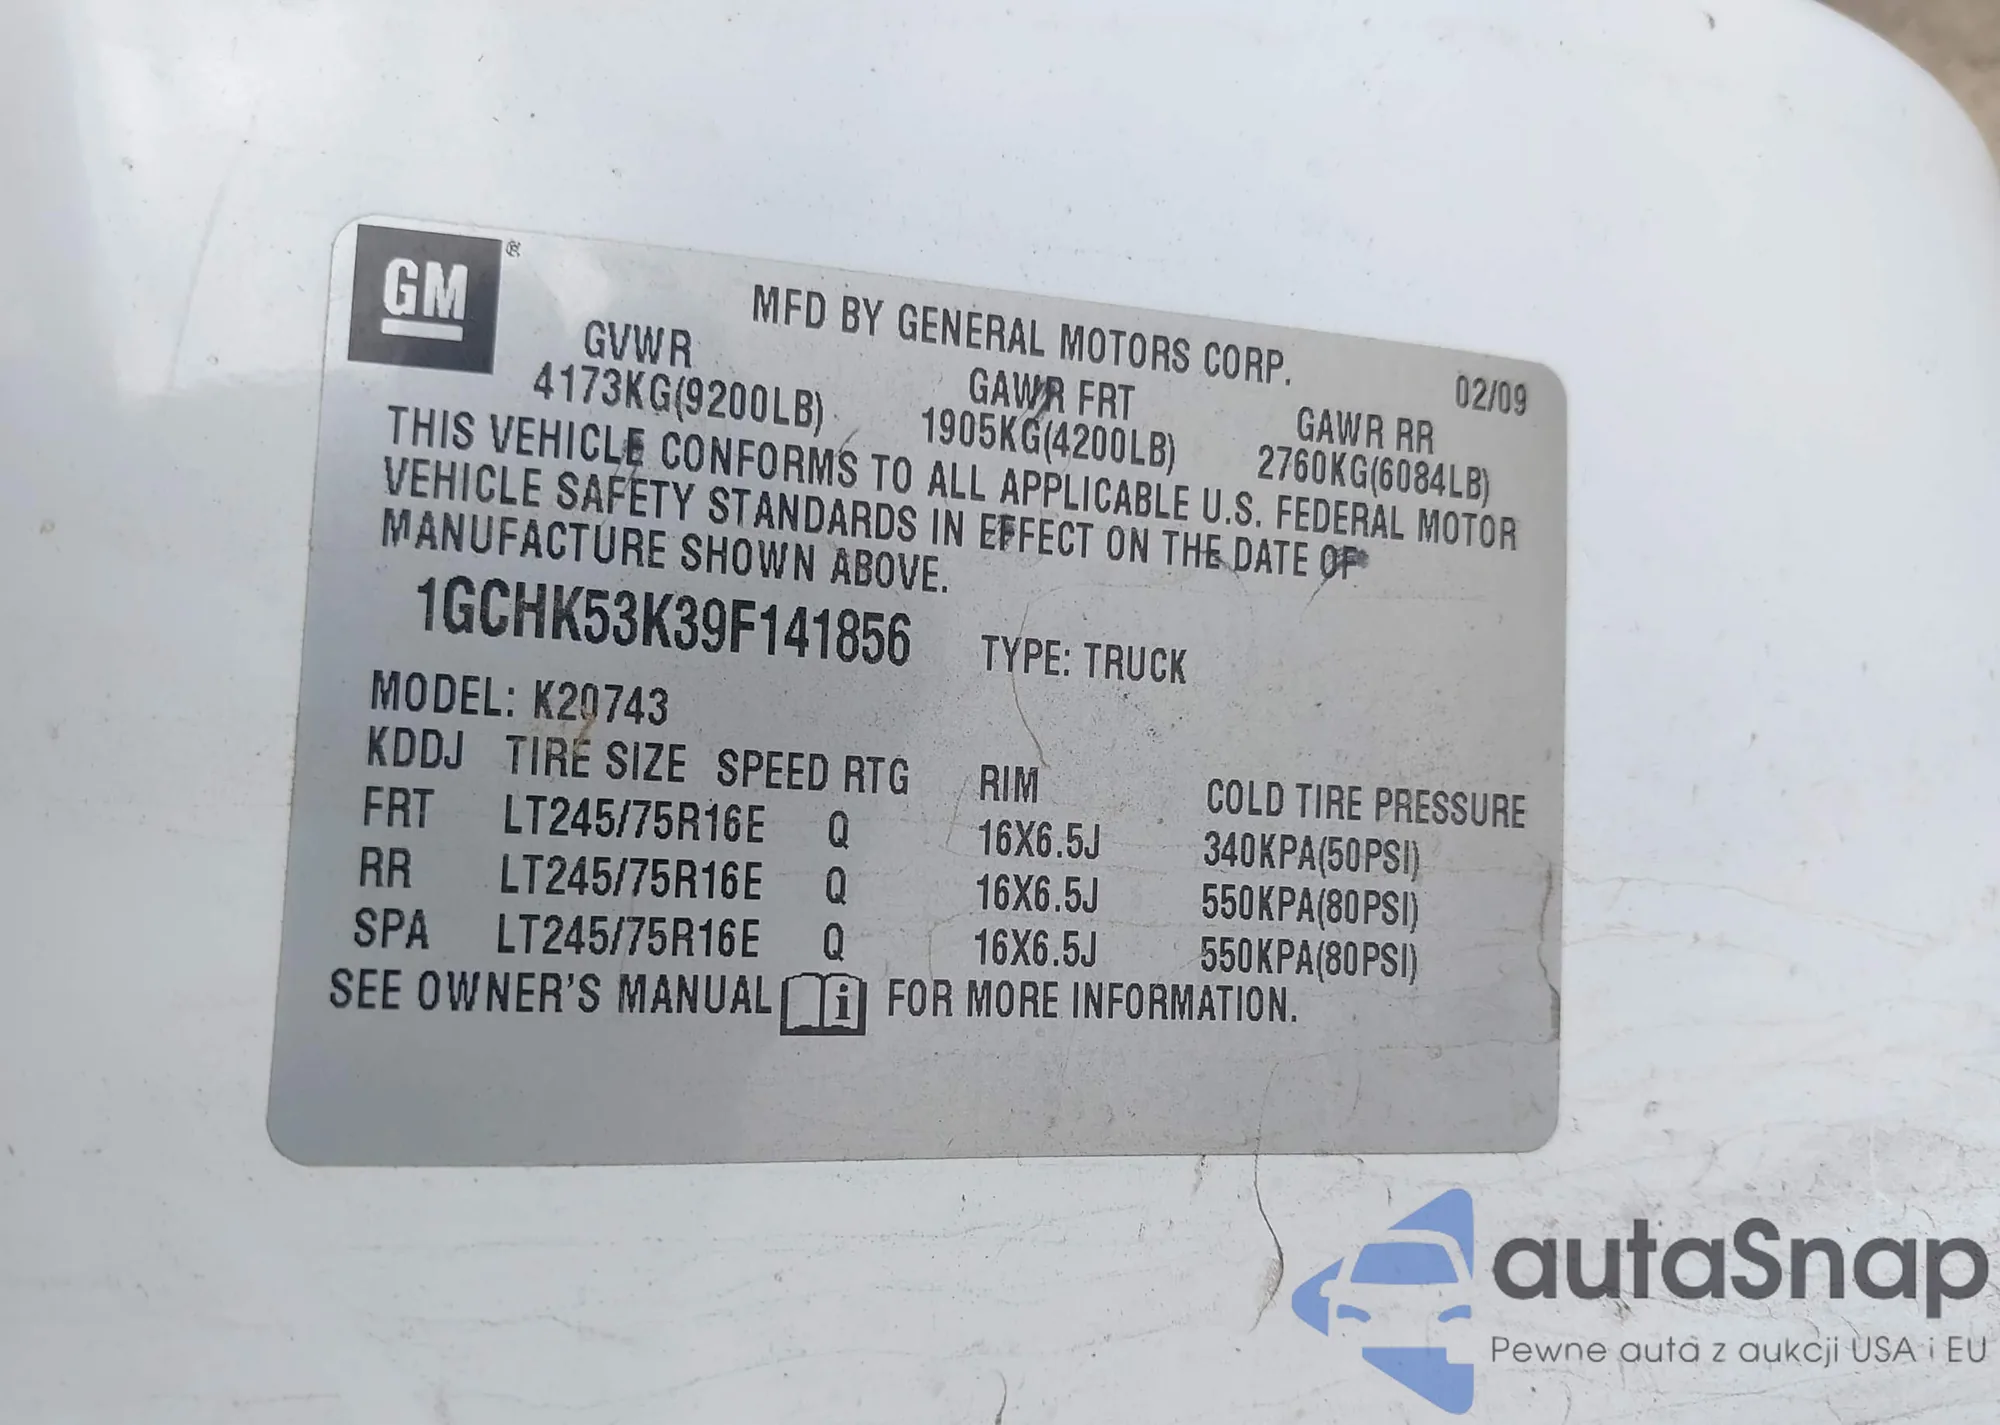 GM ®
MFD BY GENERAL MOTORS CORP.
02/09
GVWR GAWR FRT GAWR RR
4173KG(9200LB) 1905KG(4200LB) 2760KG(6084LB)
THIS VEHICLE CONFORMS TO ALL APPLICABLE U.S. FEDERAL MOTOR
VEHICLE SAFETY STANDARDS IN EFFECT ON THE DATE OF
MANUFACTURE SHOWN ABOVE.
1GCHK53K39F141856 TYPE: TRUCK
MODEL: K20743
KDDJ TIRE SIZE SPEED RTG RIM COLD TIRE PRESSURE
FRT LT245/75R16E Q 16X6.5J 340KPA(50PSI)
RR LT245/75R16E Q 16X6.5J 550KPA(80PSI)
SPA LT245/75R16E Q 16X6.5J 550KPA(80PSI)
SEE OWNER'S MANUAL i FOR MORE INFORMATION.
autaSnap
Pewne auta z aukcji USA i EU